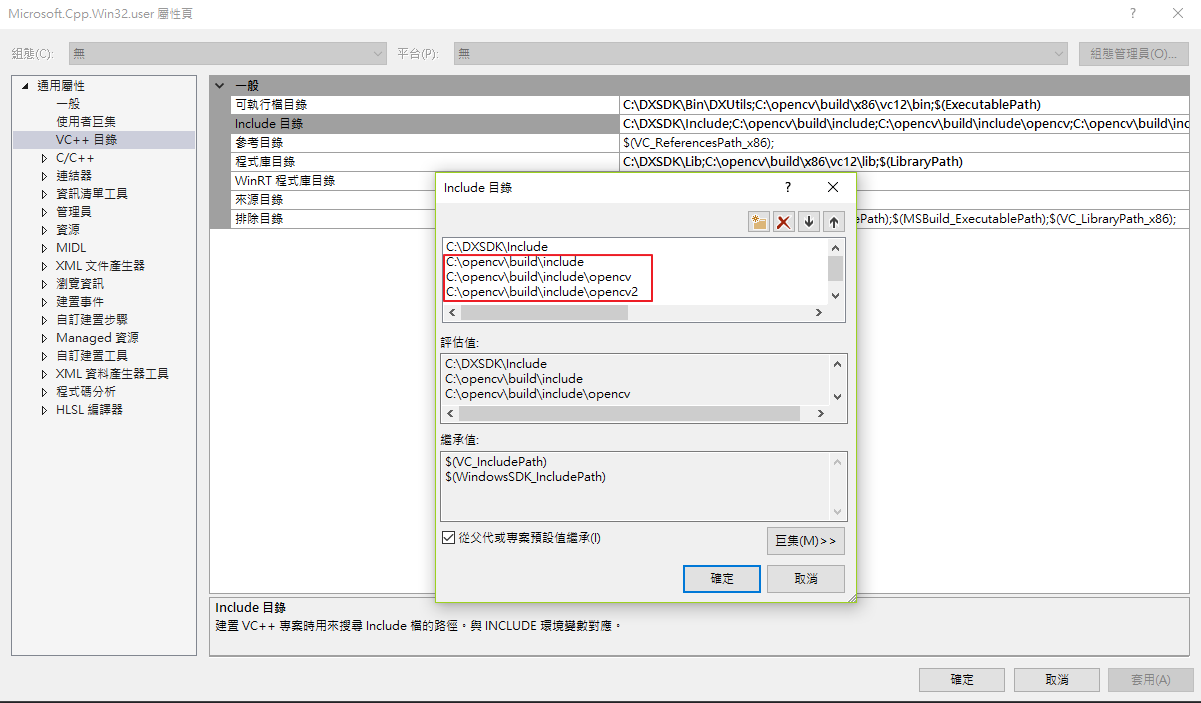 Microsoft.Cpp.Win32.user 屬性頁
?
組態(C):
無
平台(P):
無
組態管理員(O)...
通用屬性
一般
使用者巨集
VC++ 目錄
C/C++
連結器
資訊清單工具
管理員
資源
MIDL
XML 文件產生器
瀏覽資訊
建置事件
自訂建置步驟
Managed 資源
自訂建置工具
XML 資料產生器工具
程式碼分析
HLSL 編譯器
一般
可執行檔目錄
C:\DXSDK\Bin\DXUtils;C:\opencv\build\x86\vc12\bin;$(ExecutablePath)
Include 目錄
C:\DXSDK\Include;C:\opencv\build\include;C:\opencv\build\include\opencv;C:\opencv\build\inc
參考目錄
$(VC_ReferencesPath_x86);
程式庫目錄
C:\DXSDK\Lib;C:\opencv\build\x86\vc12\lib;$(LibraryPath)
WinRT 程式庫目錄
來源目錄
排除目錄
ePath);$(MSBuild_ExecutablePath);$(VC_LibraryPath_x86);
Include 目錄
?
C:\DXSDK\Include
C:\opencv\build\include
C:\opencv\build\include\opencv
C:\opencv\build\include\opencv2
評估值:
C:\DXSDK\Include
C:\opencv\build\include
C:\opencv\build\include\opencv
繼承值:
$(VC_IncludePath)
$(WindowsSDK_IncludePath)
從父代或專案預設值繼承(I)
巨集(M)>>
確定
取消
Include 目錄
建置 VC++ 專案時用來搜尋 Include 檔的路徑。與 INCLUDE 環境變數對應。
確定
取消
套用(A)